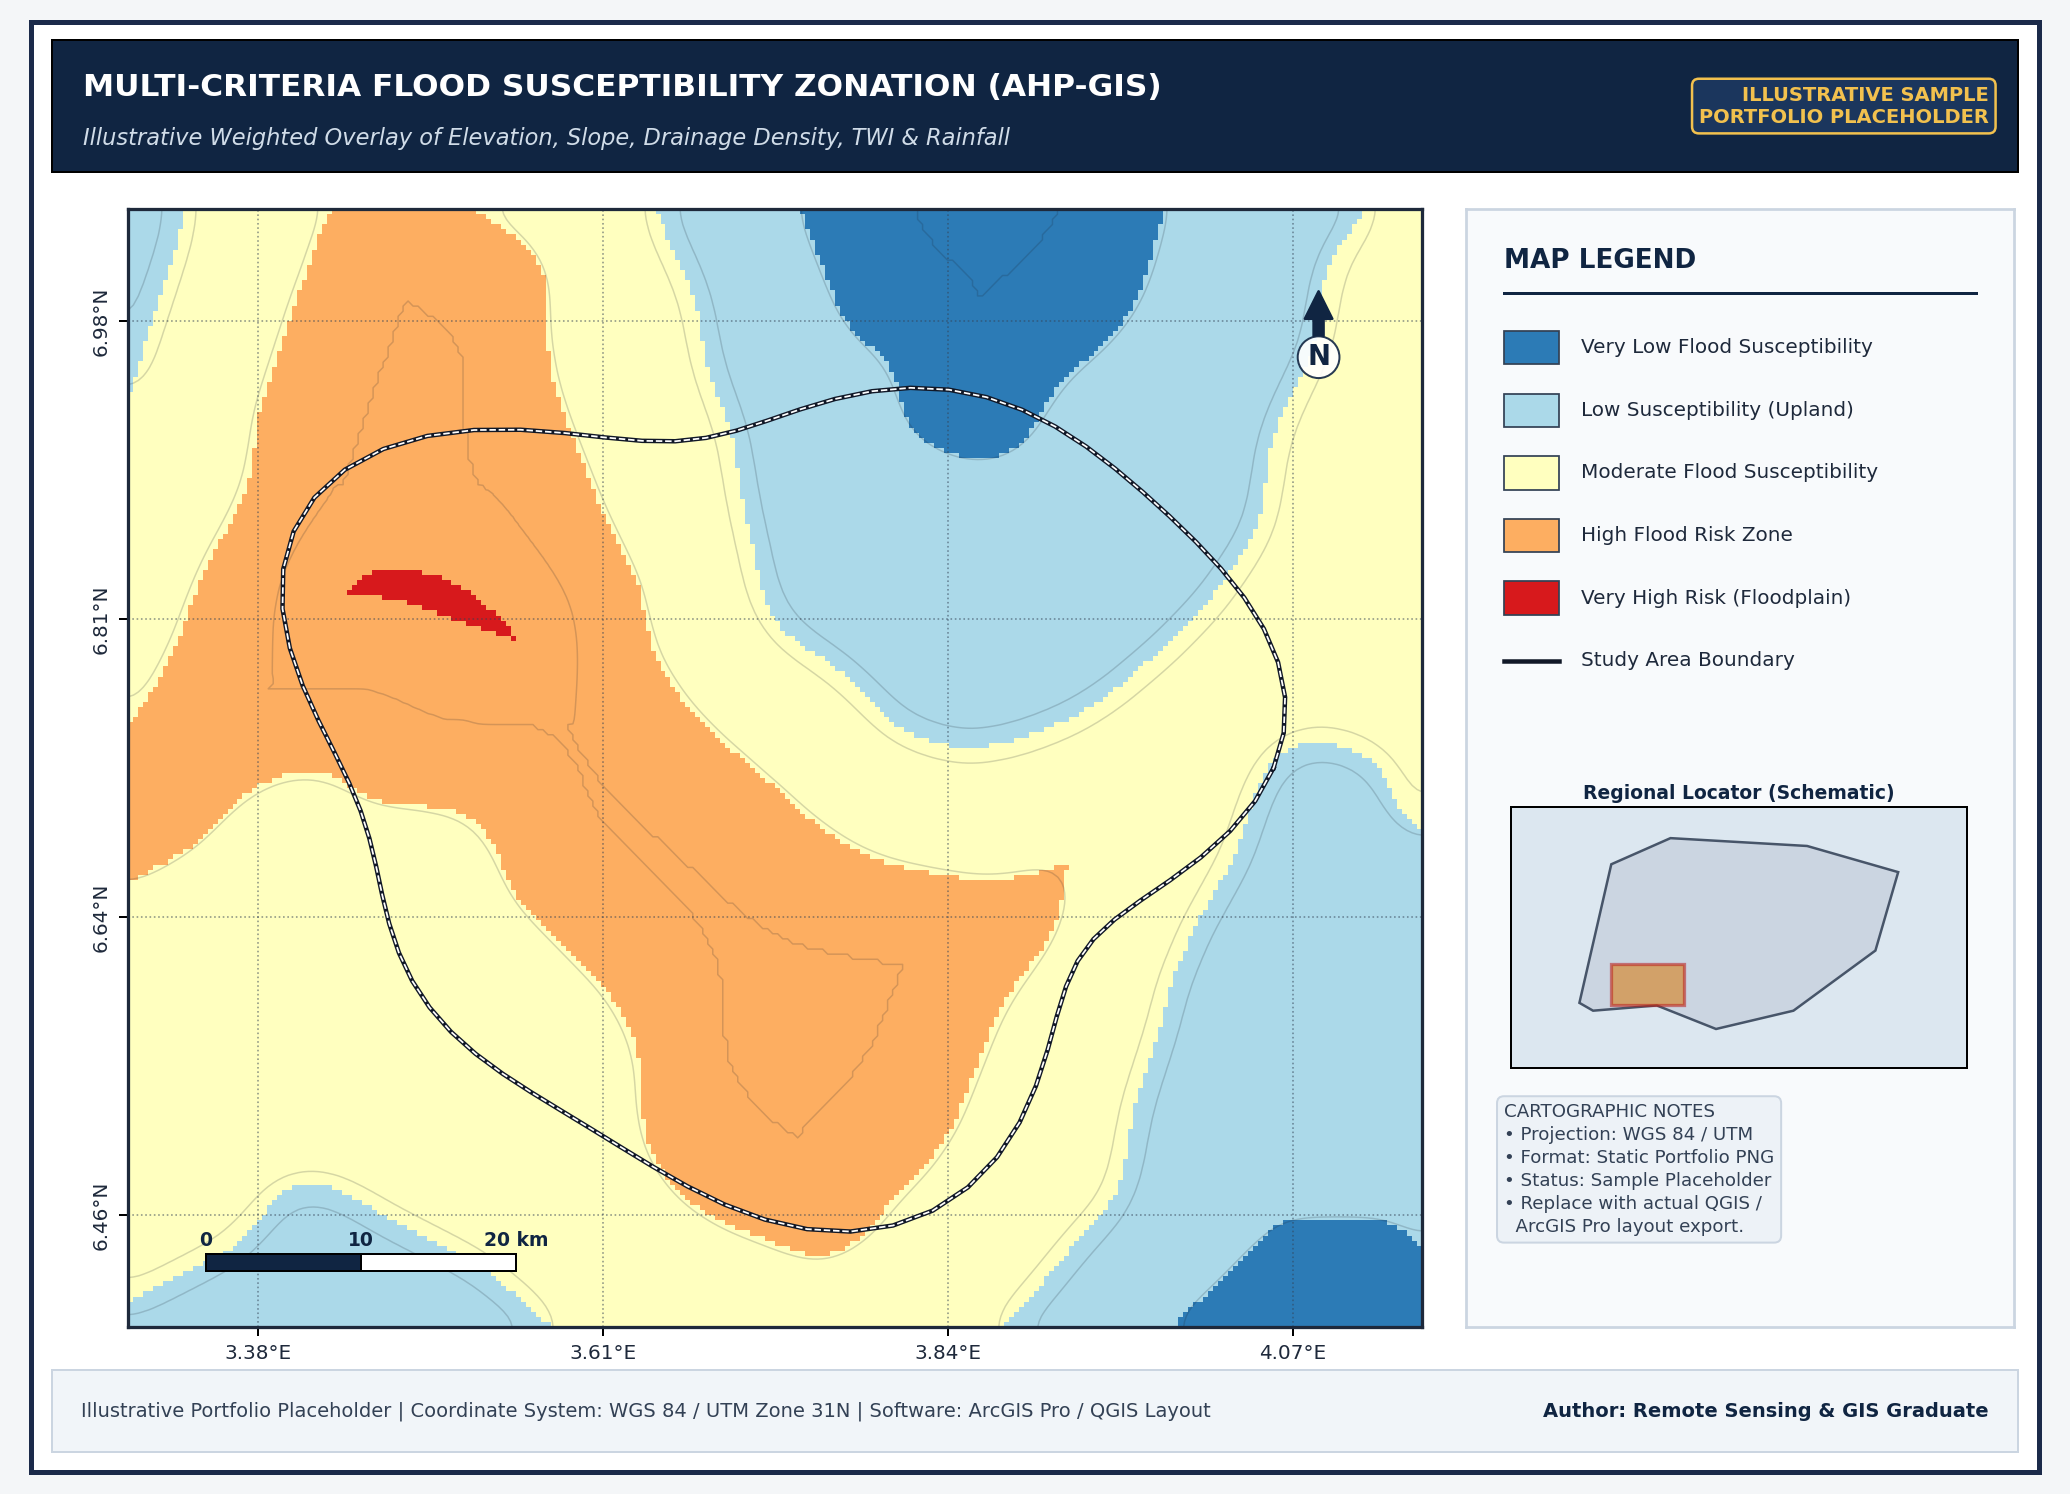 MULTI-CRITERIA FLOOD SUSCEPTIBILITY ZONATION (AHP-GIS)
Illustrative Weighted Overlay of Elevation, Slope, Drainage Density, TWI & Rainfall
ILLUSTRATIVE SAMPLE
PORTFOLIO PLACEHOLDER
6.98°N
6.81°N
6.64°N
6.46°N
N
0 10 20 km
3.38°E 3.61°E 3.84°E 4.07°E
MAP LEGEND
Very Low Flood Susceptibility
Low Susceptibility (Upland)
Moderate Flood Susceptibility
High Flood Risk Zone
Very High Risk (Floodplain)
Study Area Boundary
Regional Locator (Schematic)
CARTOGRAPHIC NOTES
• Projection: WGS 84 / UTM
• Format: Static Portfolio PNG
• Status: Sample Placeholder
• Replace with actual QGIS /
ArcGIS Pro layout export.
Illustrative Portfolio Placeholder | Coordinate System: WGS 84 / UTM Zone 31N | Software: ArcGIS Pro / QGIS Layout
Author: Remote Sensing & GIS Graduate